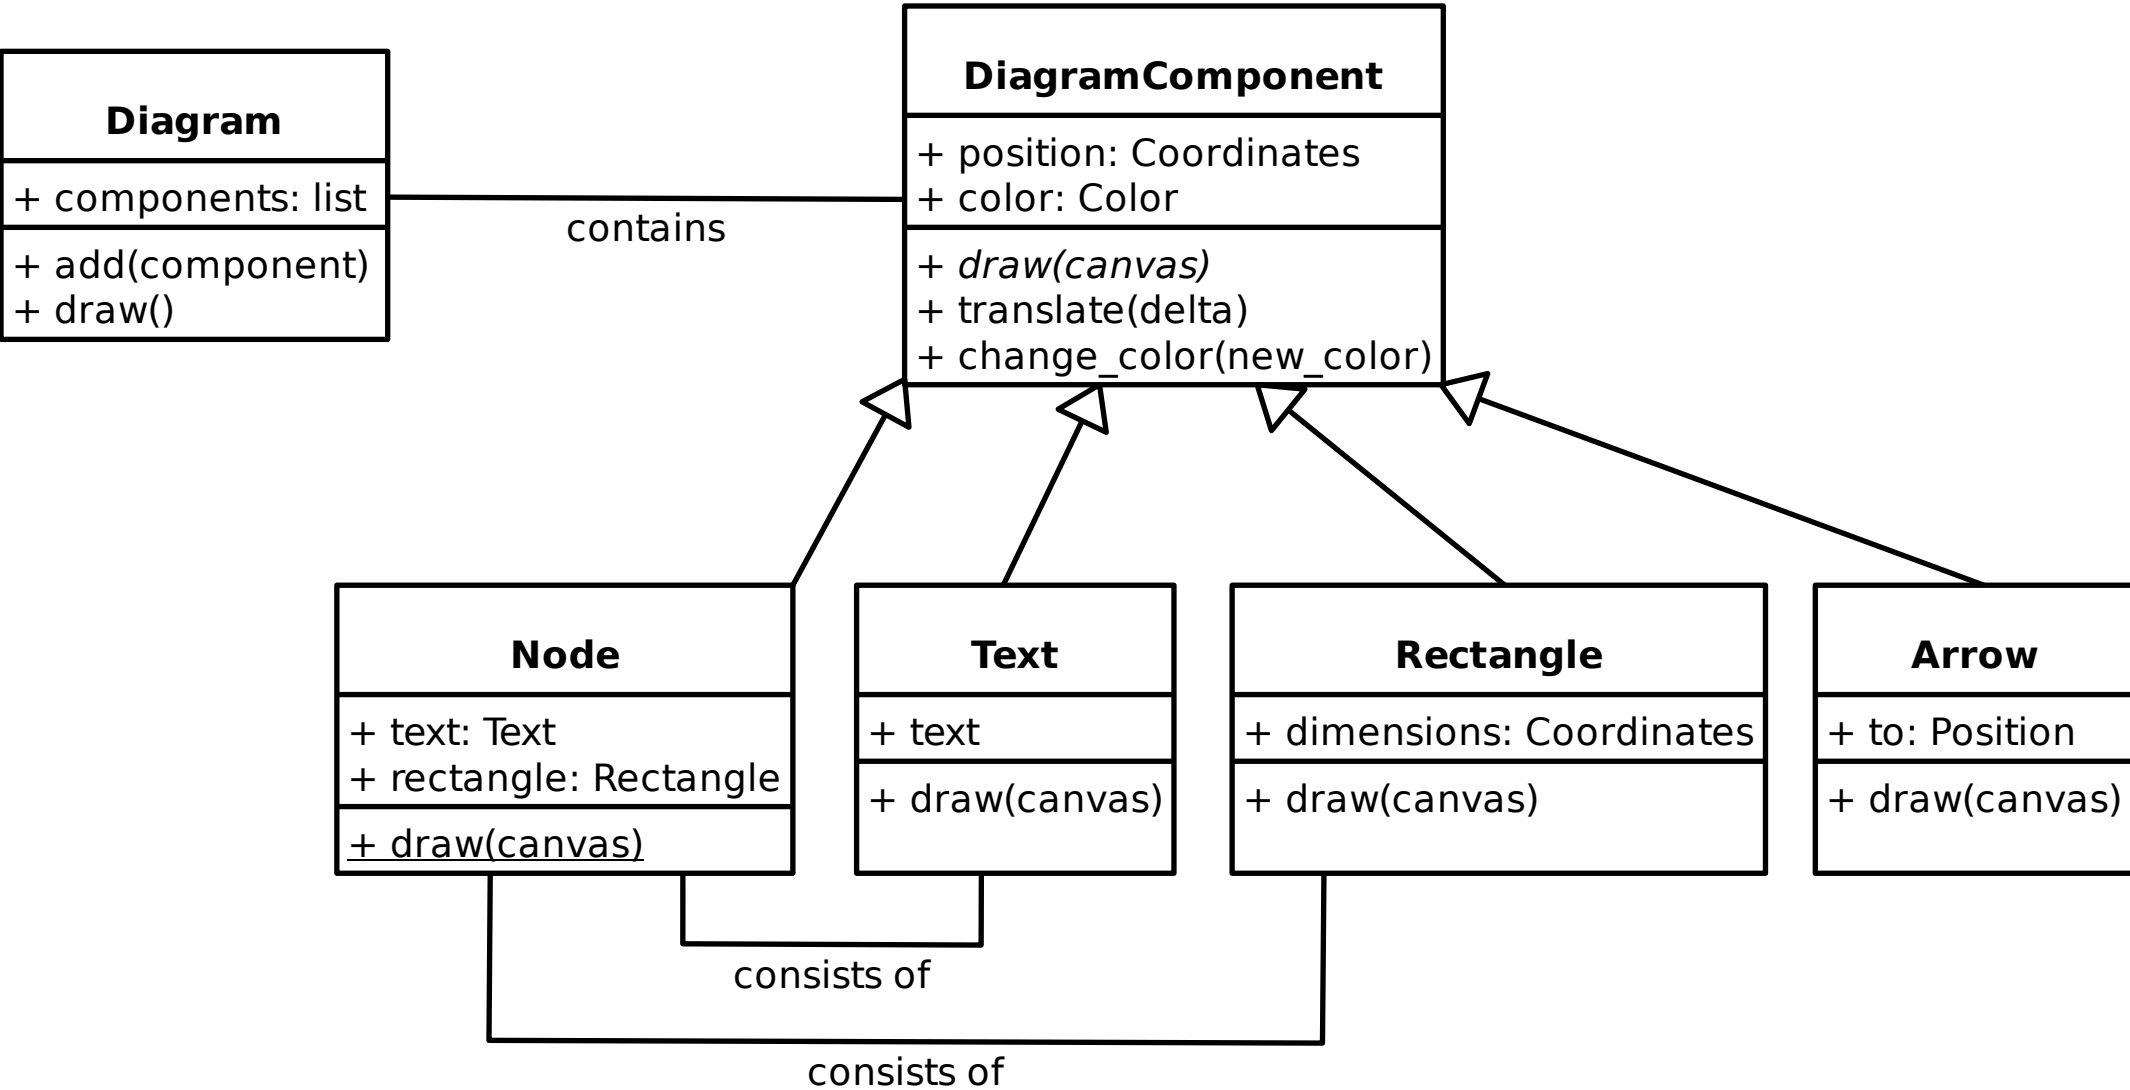 Diagram
+ components: list
+ add(component)
+ draw()
contains
DiagramComponent
+ position: Coordinates
+ color: Color
+ draw(canvas)
+ translate(delta)
+ change_color(new_color)
Node
+ text: Text
+ rectangle: Rectangle
+ draw(canvas)
Text
+ text
+ draw(canvas)
Rectangle
+ dimensions: Coordinates
+ draw(canvas)
Arrow
+ to: Position
+ draw(canvas)
consists of
consists of